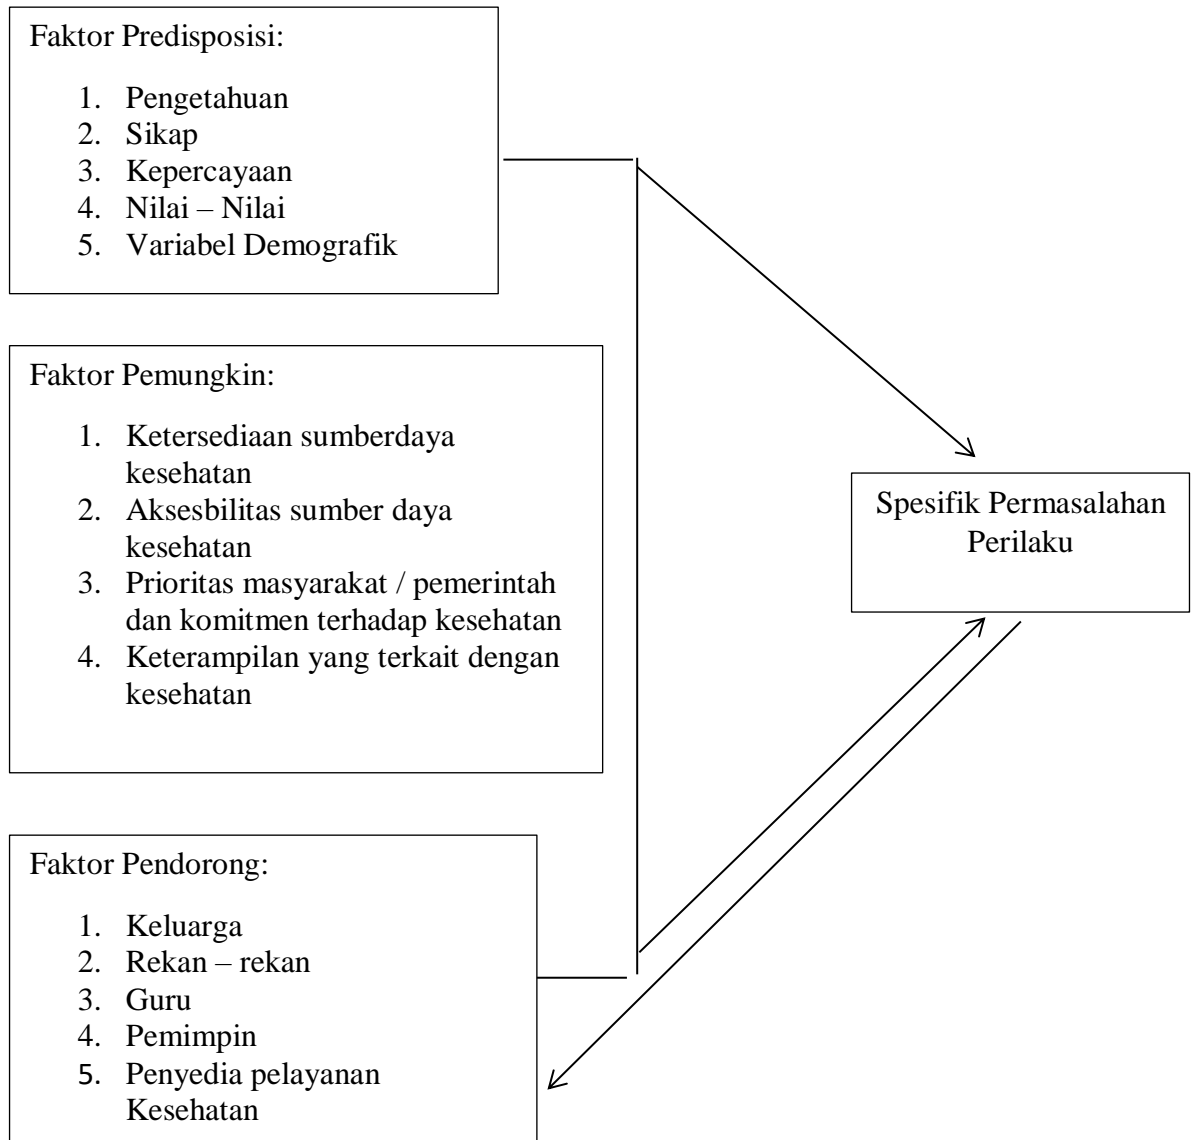 Faktor Predisposisi:
1. Pengetahuan
2. Sikap
3. Kepercayaan
4. Nilai – Nilai
5. Variabel Demografik
Faktor Pemungkin:
1. Ketersediaan sumberdaya
kesehatan
2. Aksesbilitas sumber daya
kesehatan
3. Prioritas masyarakat / pemerintah
dan komitmen terhadap kesehatan
4. Keterampilan yang terkait dengan
kesehatan
Spesifik Permasalahan
Perilaku
Faktor Pendorong:
1. Keluarga
2. Rekan – rekan
3. Guru
4. Pemimpin
5. Penyedia pelayanan
Kesehatan